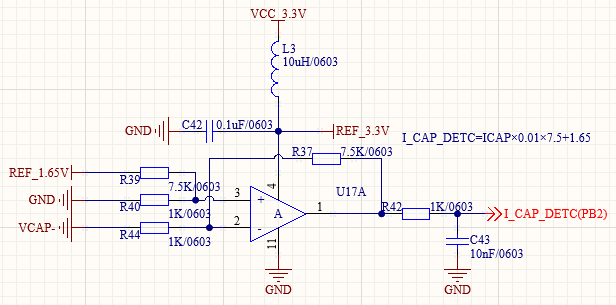 VCC_3.3V
L3
10uH/0603
C42
0.1uF/0603
GND
REF_3.3V
I_CAP_DETC=ICAP×0.01×7.5+1.65
R37
7.5K/0603
REF_1.65V
R39
7.5K/0603
GND
R40
1K/0603
VCAP-
R44
1K/0603
3
2
4
11
1
+
-
A
U17A
R42
1K/0603
I_CAP_DETC(PB2)
C43
10nF/0603
GND
GND